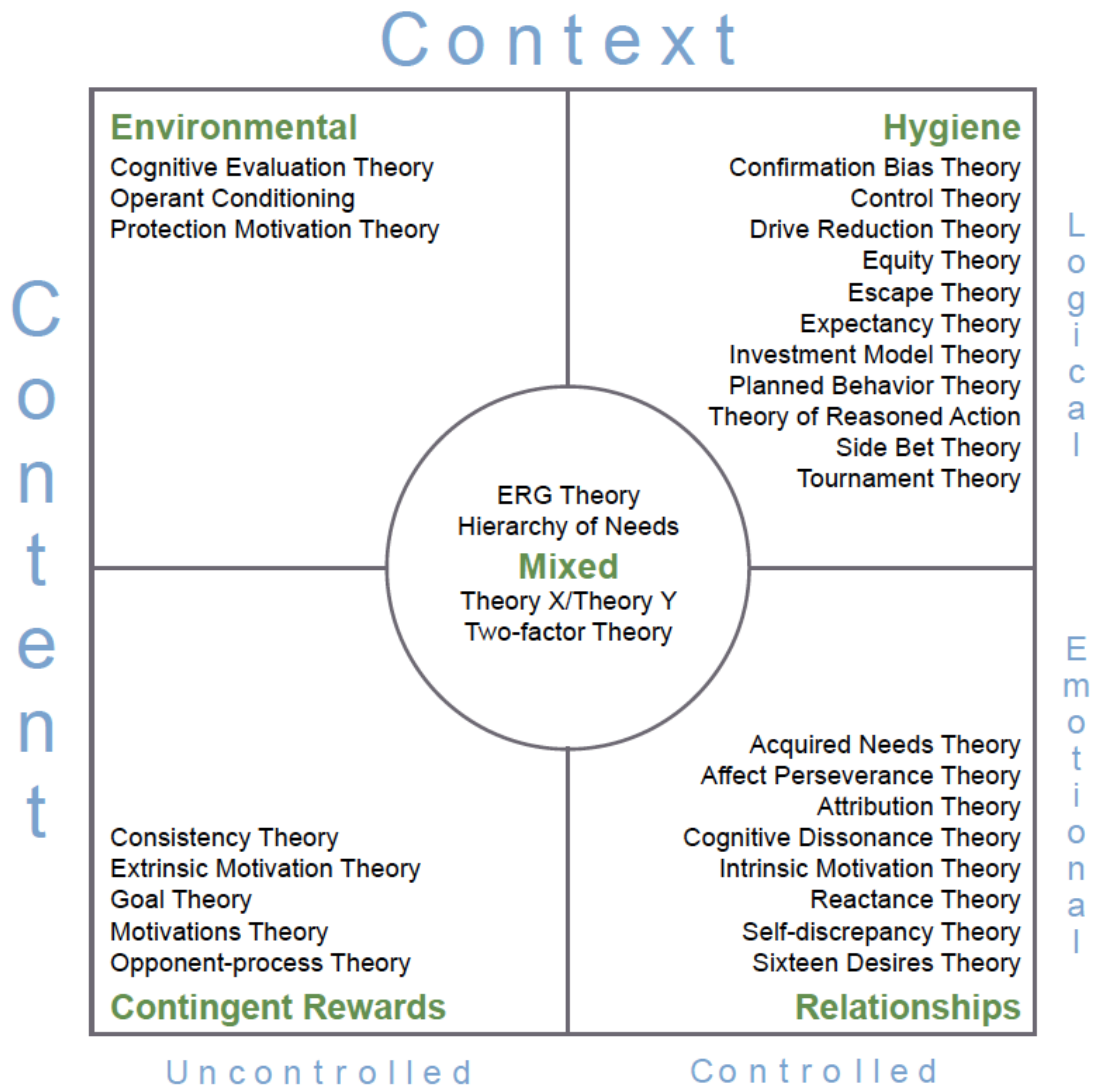 Context
Environmental
Cognitive Evaluation Theory
Operant Conditioning
Protection Motivation Theory
Hygiene
Confirmation Bias Theory
Control Theory
Drive Reduction Theory
Equity Theory
Escape Theory
Expectancy Theory
Investment Model Theory
Planned Behavior Theory
Theory of Reasoned Action
Side Bet Theory
Tournament Theory
Logical
Content
ERG Theory
Hierarchy of Needs
Mixed
Theory X/Theory Y
Two-factor Theory
Emotional
Consistency Theory
Extrinsic Motivation Theory
Goal Theory
Motivations Theory
Opponent-process Theory
Contingent Rewards
Acquired Needs Theory
Affect Perseverance Theory
Attribution Theory
Cognitive Dissonance Theory
Intrinsic Motivation Theory
Reactance Theory
Self-discrepancy Theory
Sixteen Desires Theory
Relationships
Uncontrolled
Controlled